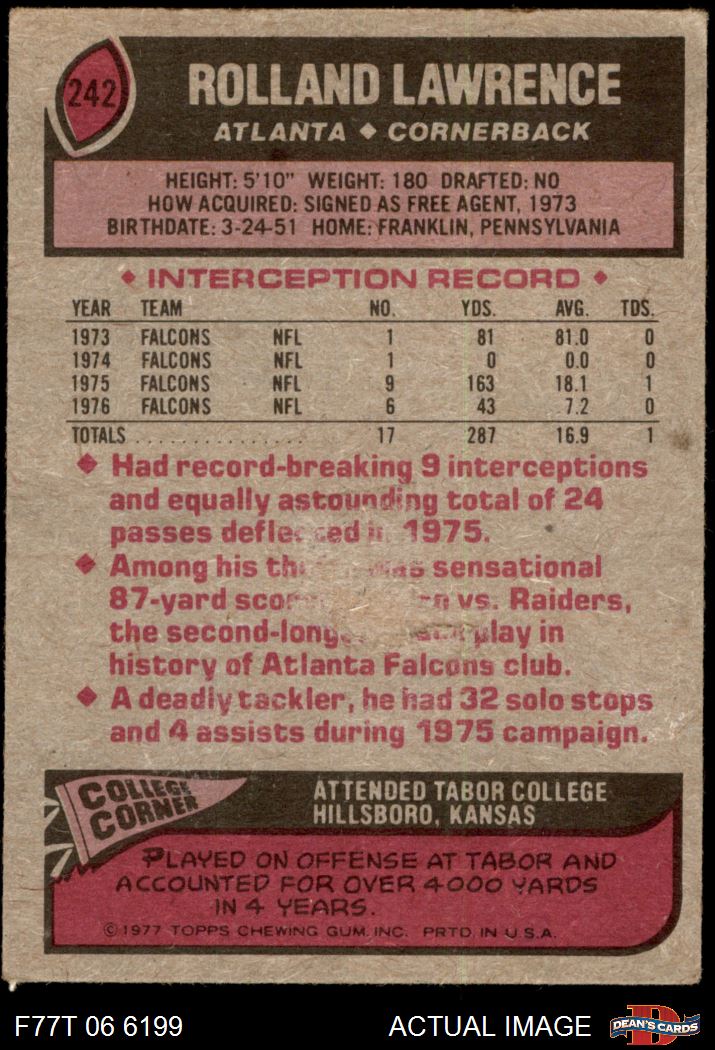 242
ROLLAND LAWRENCE
ATLANTA ◆ CORNERBACK
HEIGHT: 5'10" WEIGHT: 180 DRAFTED: NO
HOW ACQUIRED: SIGNED AS FREE AGENT, 1973
BIRTHDATE: 3-24-51 HOME: FRANKLIN, PENNSYLVANIA
◆ INTERCEPTION RECORD ◆
YEAR TEAM NO. YDS. AVG. TDS.
1973 FALCONS NFL 1 81 81.0 0
1974 FALCONS NFL 1 0 0.0 0
1975 FALCONS NFL 9 163 18.1 1
1976 FALCONS NFL 6 43 7.2 0
TOTALS . . . . . . . . . . . . . . . . 17 287 16.9 1
◆ Had record-breaking 9 interceptions
and equally astounding total of 24
passes deflected in 1975.
◆ Among his was sensational
87-yard vs. Raiders,
the play in
history of Atlanta Falcons club.
◆ A deadly tackler, he had 32 solo stops
and 4 assists during 1975 campaign.
COLLEGE
CORNER
ATTENDED TABOR COLLEGE
HILLSBORO, KANSAS
PLAYED ON OFFENSE AT TABOR AND
ACCOUNTED FOR OVER 4000 YARDS
IN 4 YEARS.
©1977 TOPPS CHEWING GUM, INC. PRTD. IN U.S.A.
F77T 06 6199
ACTUAL IMAGE
DEAN'S CARDS